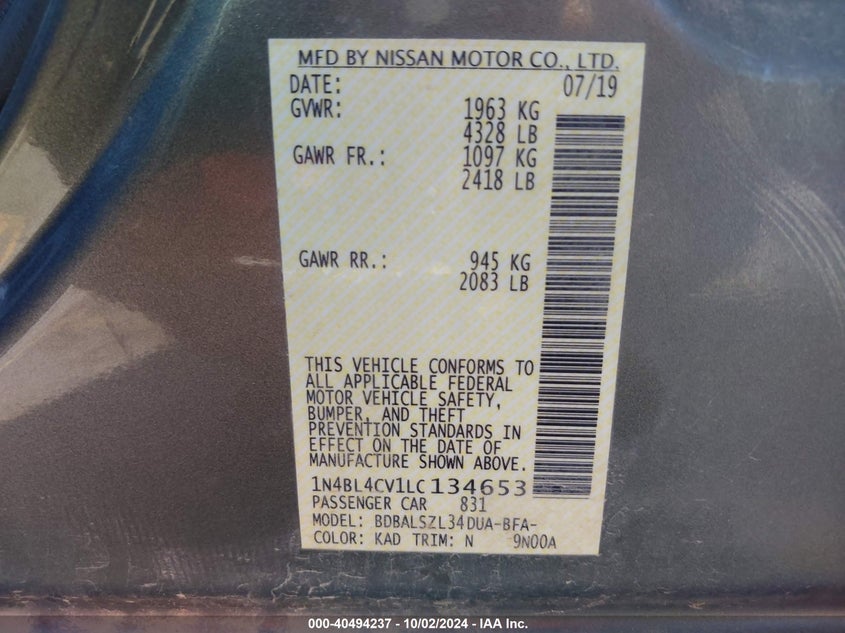 MFD BY NISSAN MOTOR CO., LTD.
DATE: 07/19
GVWR: 1963 KG
4328 LB
GAWR FR.: 1097 KG
2418 LB
GAWR RR.: 945 KG
2083 LB
THIS VEHICLE CONFORMS TO
ALL APPLICABLE FEDERAL
MOTOR VEHICLE SAFETY,
BUMPER, AND THEFT
PREVENTION STANDARDS IN
EFFECT ON THE DATE OF
MANUFACTURE SHOWN ABOVE.
1N4BL4CV1LC134653
PASSENGER CAR 831
MODEL: BDBALSZL34DUA-BFA-
COLOR: KAD TRIM: N 9N00A
000-40494237 - 10/02/2024 - IAA Inc.